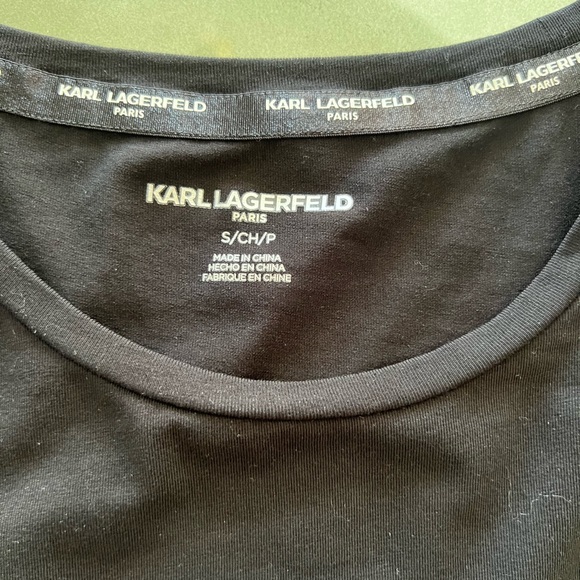 KARL LAGERFELD
PARIS
KARL LAGERFELD
PARIS
KARL LAGERFELD
PARIS
KARL LAGERFELD
PARIS
S/CH/P
MADE IN CHINA
HECHO EN CHINA
FABRIQUE EN CHINE